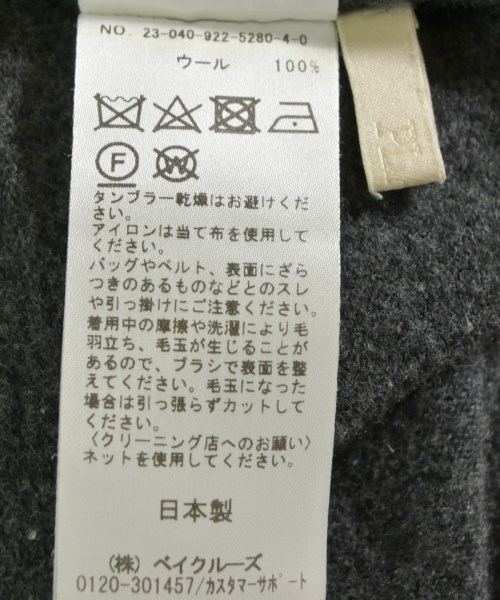 NO. 23-040-922-5280-4-0
ウール 100%
F
W
タンブラー乾燥はお避けくだ
さい。
アイロンは当て布を使用して
ください。
バッグやベルト、表面にざら
つきのあるものなどとのスレ
や引っ掛けにご注意ください。
着用中の摩擦や洗濯により毛
羽立ち、毛玉が生じることが
あるので、ブラシで表面を整
えてください。毛玉になった
場合は引っ張らずカットして
ください。
〈クリーニング店へのお願い〉
ネットを使用してください。
日本製
(株) ベイクルーズ
0120-301457/カスタマーサポート